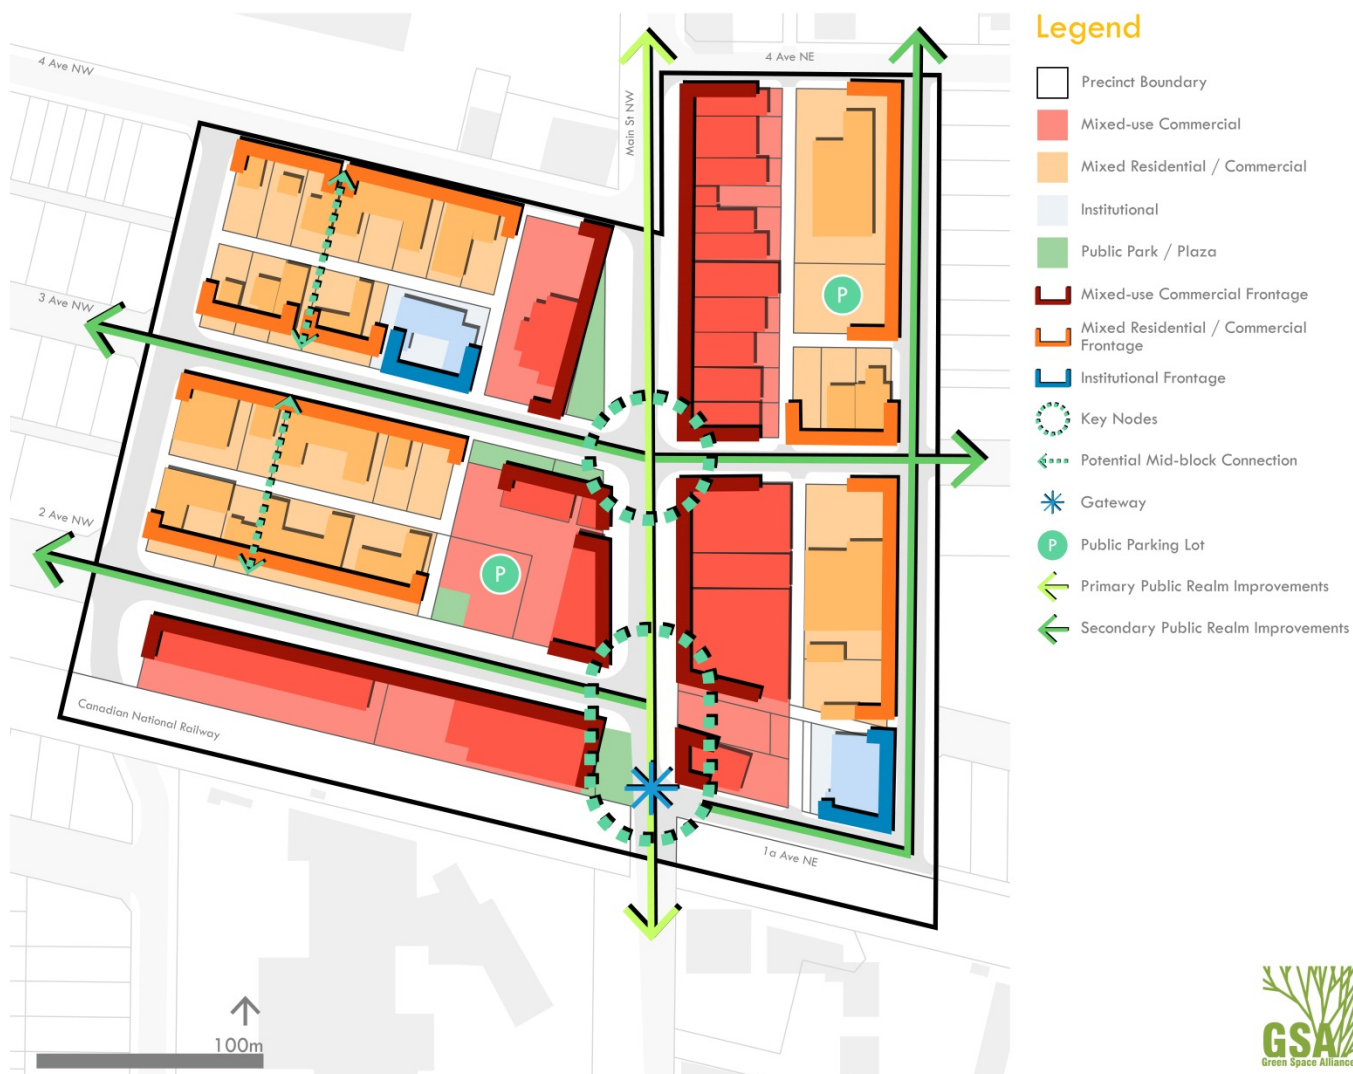 4 Ave NW
Main St NW
4 Ave NE
3 Ave NW
2 Ave NW
P
P
Canadian National Railway
1a Ave NE
100m
Legend
Precinct Boundary
Mixed-use Commercial
Mixed Residential / Commercial
Institutional
Public Park / Plaza
Mixed-use Commercial Frontage
Mixed Residential / Commercial
Frontage
Institutional Frontage
Key Nodes
Potential Mid-block Connection
Gateway
P Public Parking Lot
Primary Public Realm Improvements
Secondary Public Realm Improvements
GSA
Green Space Alliance